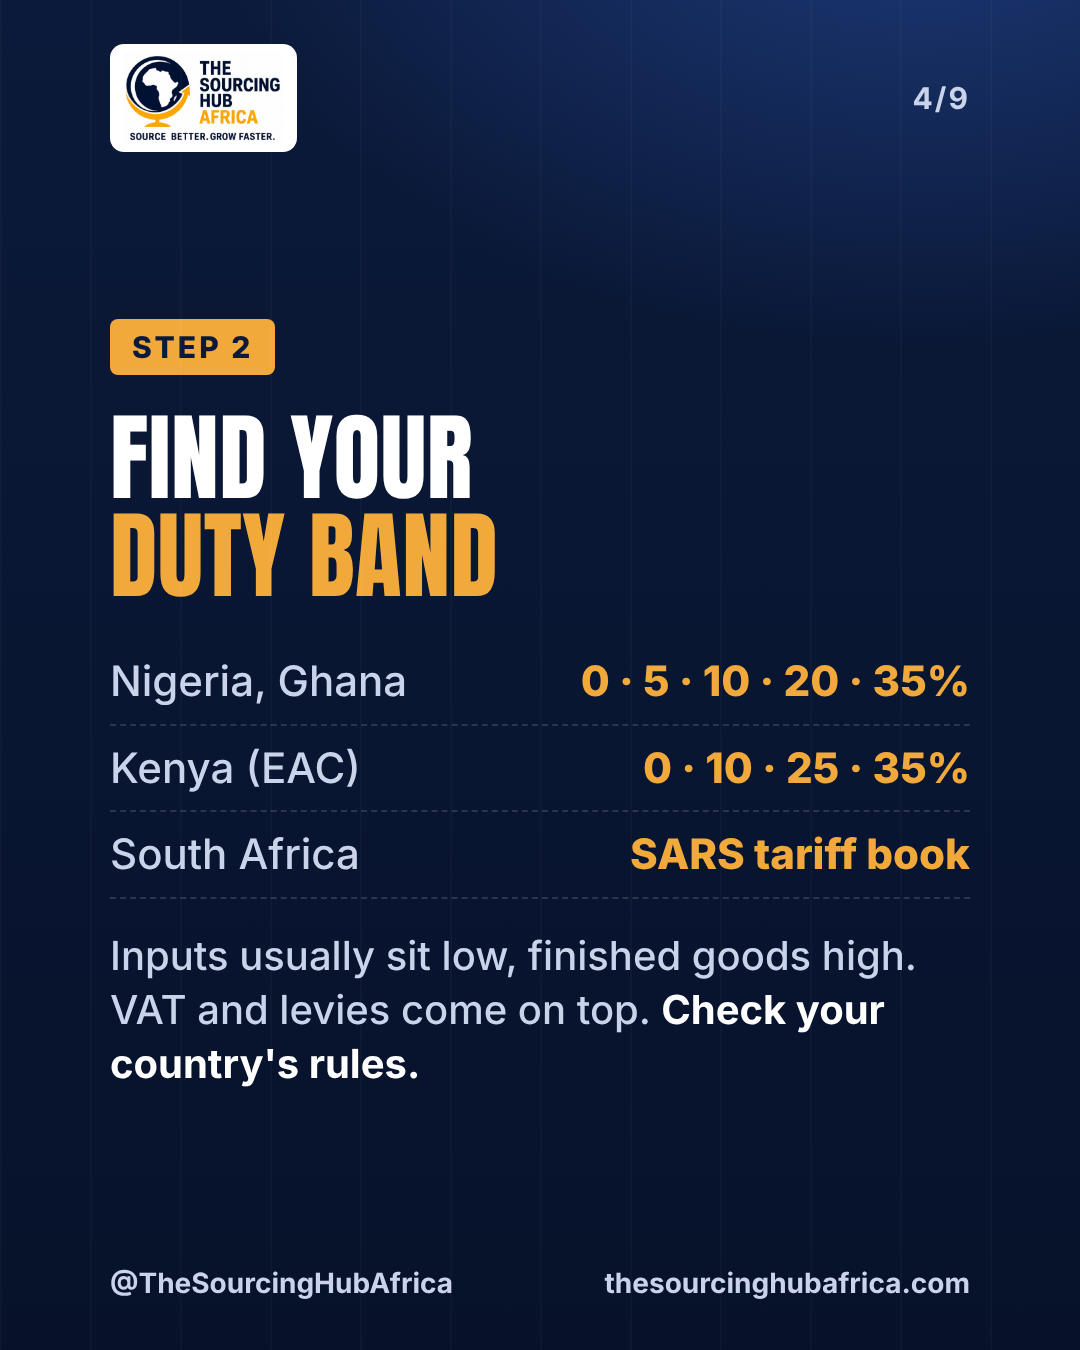 THE
SOURCING
HUB
AFRICA
SOURCE BETTER. GROW FASTER.
4/9
STEP 2
FIND YOUR
DUTY BAND
Nigeria, Ghana 0 · 5 · 10 · 20 · 35%
Kenya (EAC) 0 · 10 · 25 · 35%
South Africa SARS tariff book
Inputs usually sit low, finished goods high.
VAT and levies come on top. Check your
country's rules.
@TheSourcingHubAfrica thesourcinghubafrica.com